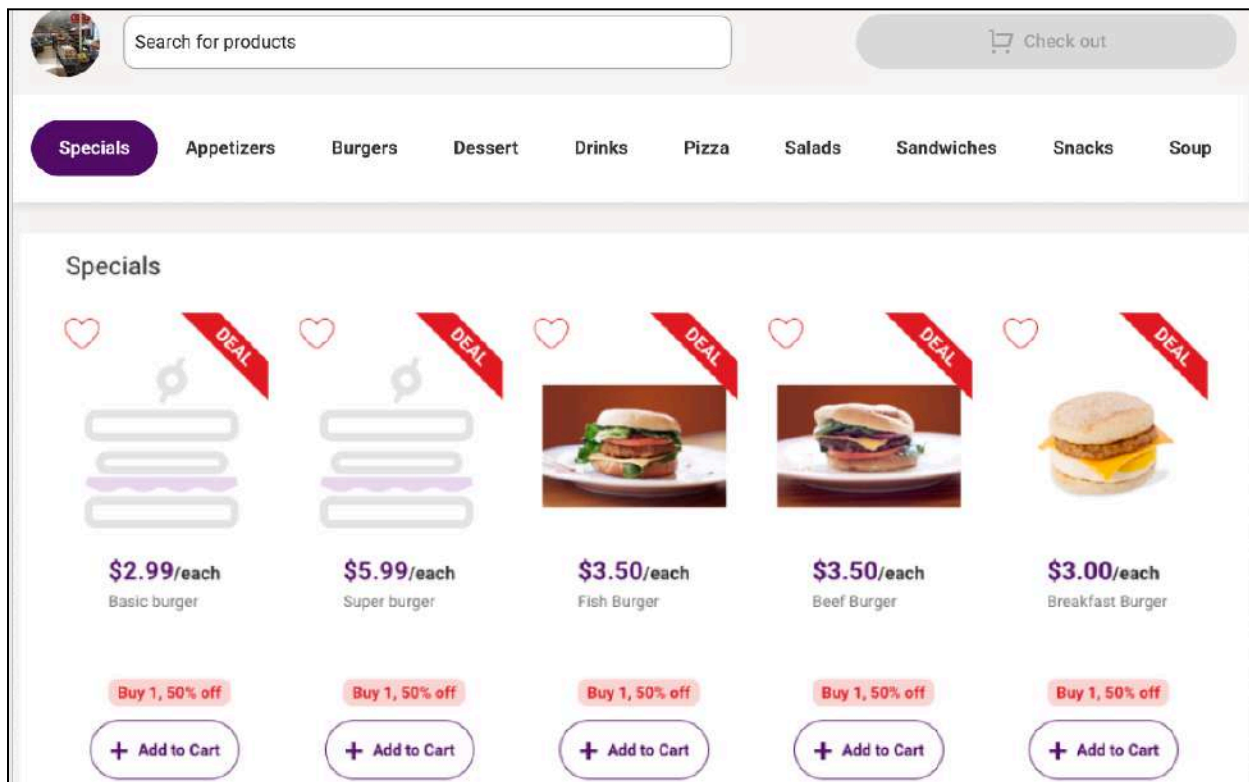 Search for products
Check out
Specials Appetizers Burgers Dessert Drinks Pizza Salads Sandwiches Snacks Soup
Specials
DEAL DEAL DEAL DEAL DEAL
$2.99/each $5.99/each $3.50/each $3.50/each $3.00/each
Basic burger Super burger Fish Burger Beef Burger Breakfast Burger
Buy 1, 50% off Buy 1, 50% off Buy 1, 50% off Buy 1, 50% off Buy 1, 50% off
+ Add to Cart + Add to Cart + Add to Cart + Add to Cart + Add to Cart